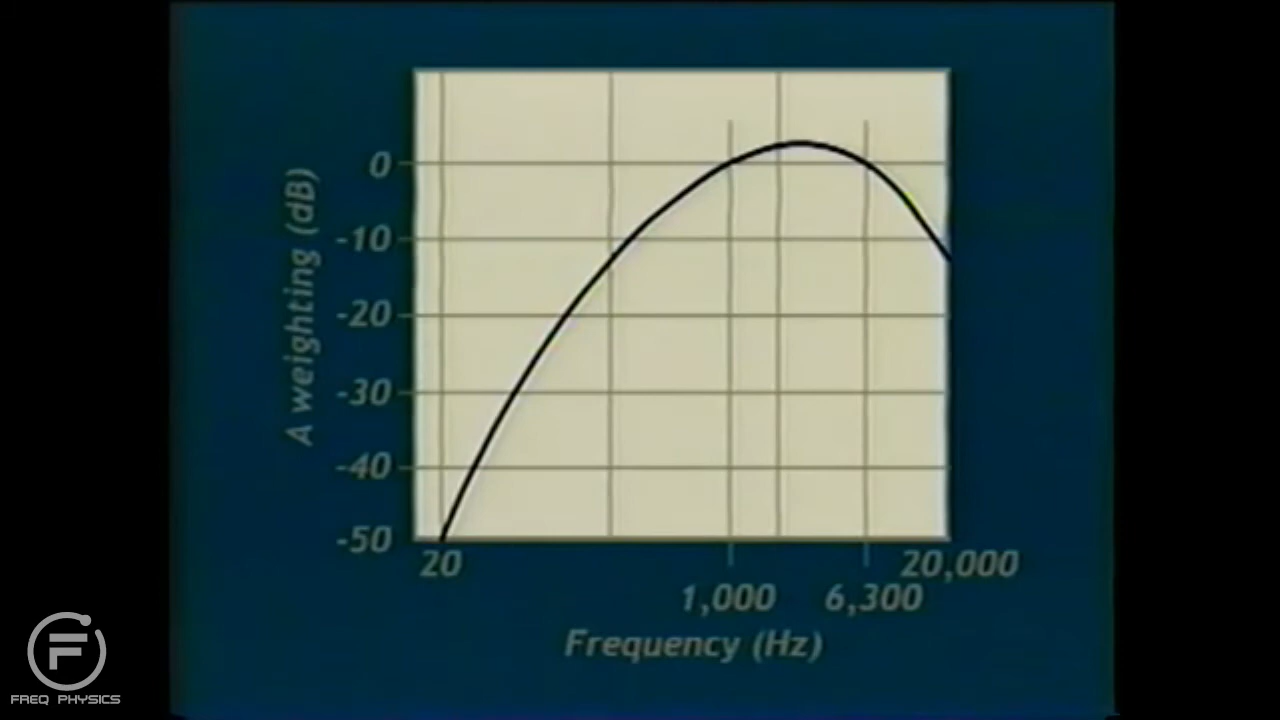 A weighting (dB)
0
-10
-20
-30
-40
-50
20
20,000
1,000
6,300
Frequency (Hz)
F
FREQ PHYSICS